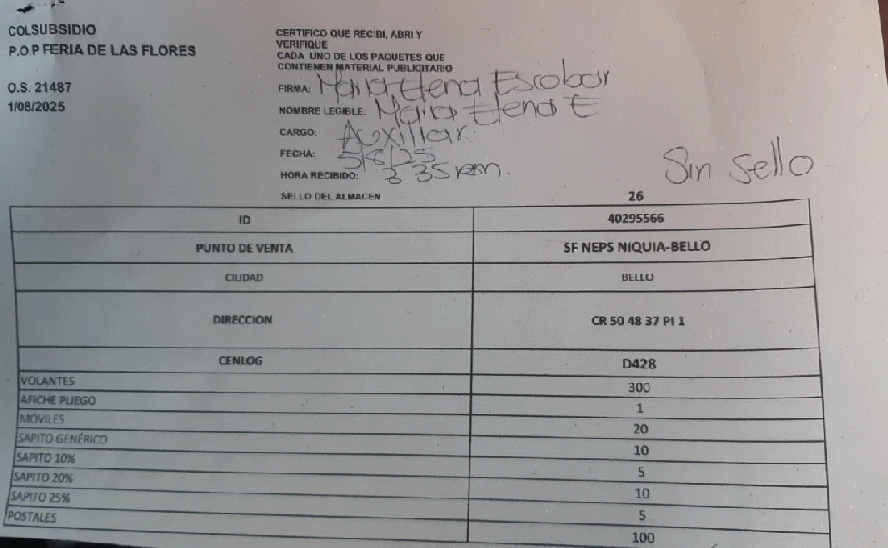 COLSUBSIDIO
P.O.P FERIA DE LAS FLORES
O.S. 21487
1/08/2025
CERTIFICO QUE RECIBI, ABRI Y
VERIFIQUE
CADA UNO DE LOS PAQUETES QUE
CONTIENEN MATERIAL PUBLICITARIO
FIRMA: Maria Elena Escobar
NOMBRE LEGIBLE: Maria Elena E
CARGO: Auxiliar
FECHA: 5/8/25
HORA RECIBIDO: 3 35
Sin Sello
SELLO DEL ALMACEN
26
ID 40295566
PUNTO DE VENTA SF NEPS NIQUIA-BELLO
CIUDAD BELLO
DIRECCION CR 50 48 37 PI 1
CENLOG D428
VOLANTES 300
AFICHE PLIEGO 1
MÓVILES 20
SAPITO GENÉRICO 10
SAPITO 10% 5
SAPITO 20% 10
SAPITO 25% 5
POSTALES 100